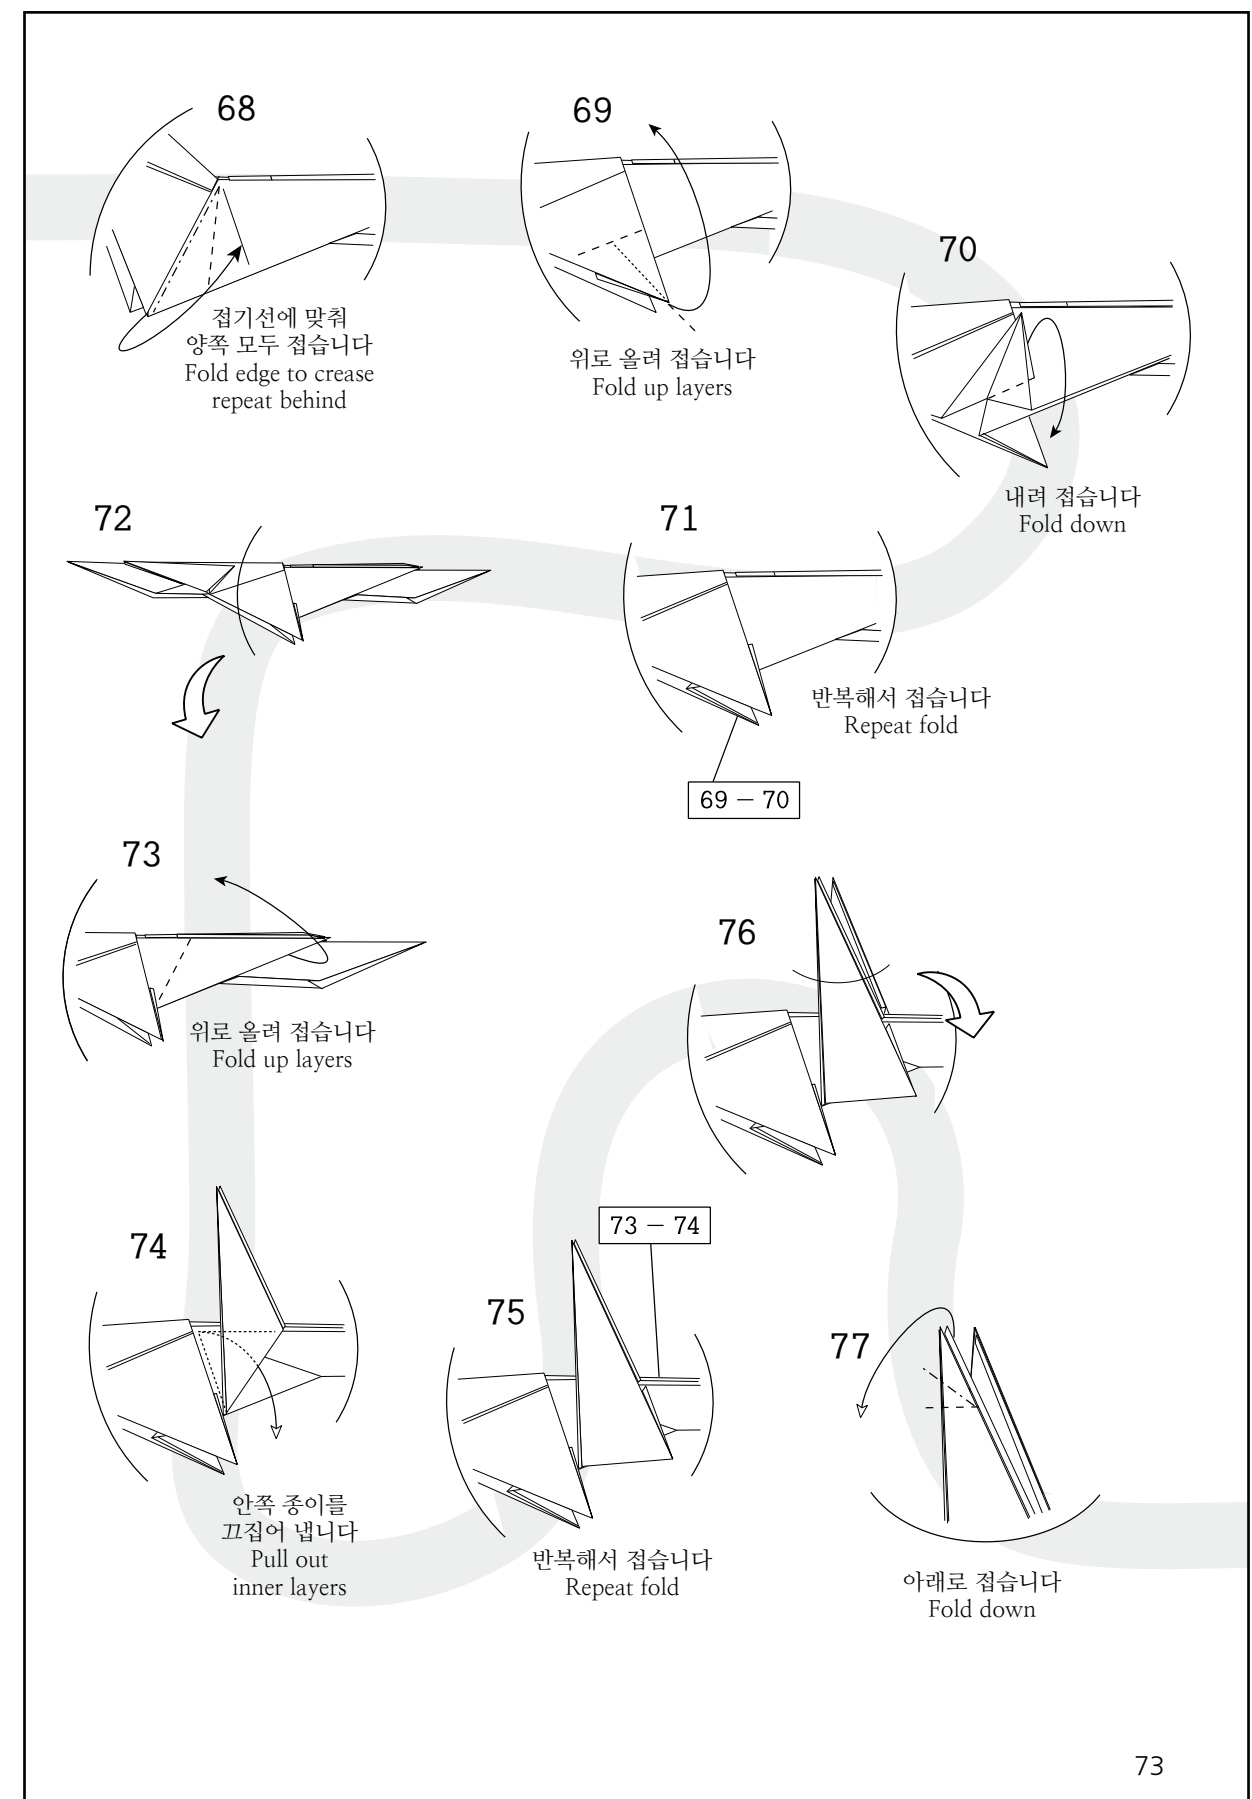 68
접기선에 맞춰
양쪽 모두 접습니다
Fold edge to crease
repeat behind
69
위로 올려 접습니다
Fold up layers
70
내려 접습니다
Fold down
71
반복해서 접습니다
Repeat fold
69 – 70
72
73
위로 올려 접습니다
Fold up layers
74
안쪽 종이를
끄집어 냅니다
Pull out
inner layers
75
73 – 74
반복해서 접습니다
Repeat fold
76
77
아래로 접습니다
Fold down
73